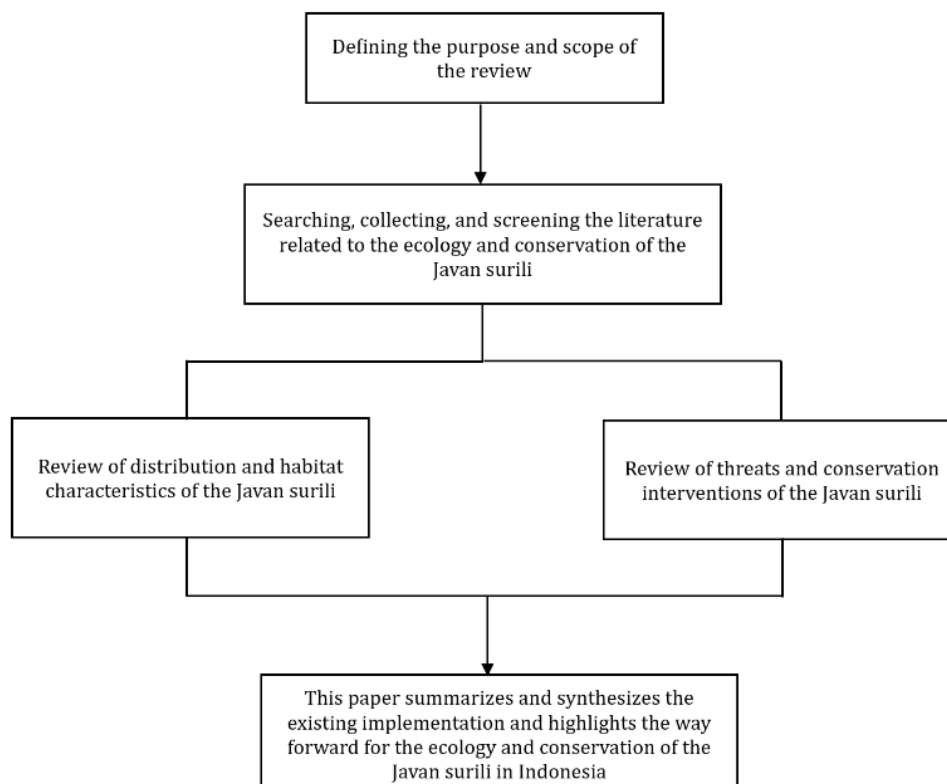 Defining the purpose and scope of
the review
Searching, collecting, and screening the literature
related to the ecology and conservation of the
Javan surili
Review of distribution and habitat
characteristics of the Javan surili
Review of threats and conservation
interventions of the Javan surili
This paper summarizes and synthesizes the
existing implementation and highlights the way
forward for the ecology and conservation of the
Javan surili in Indonesia